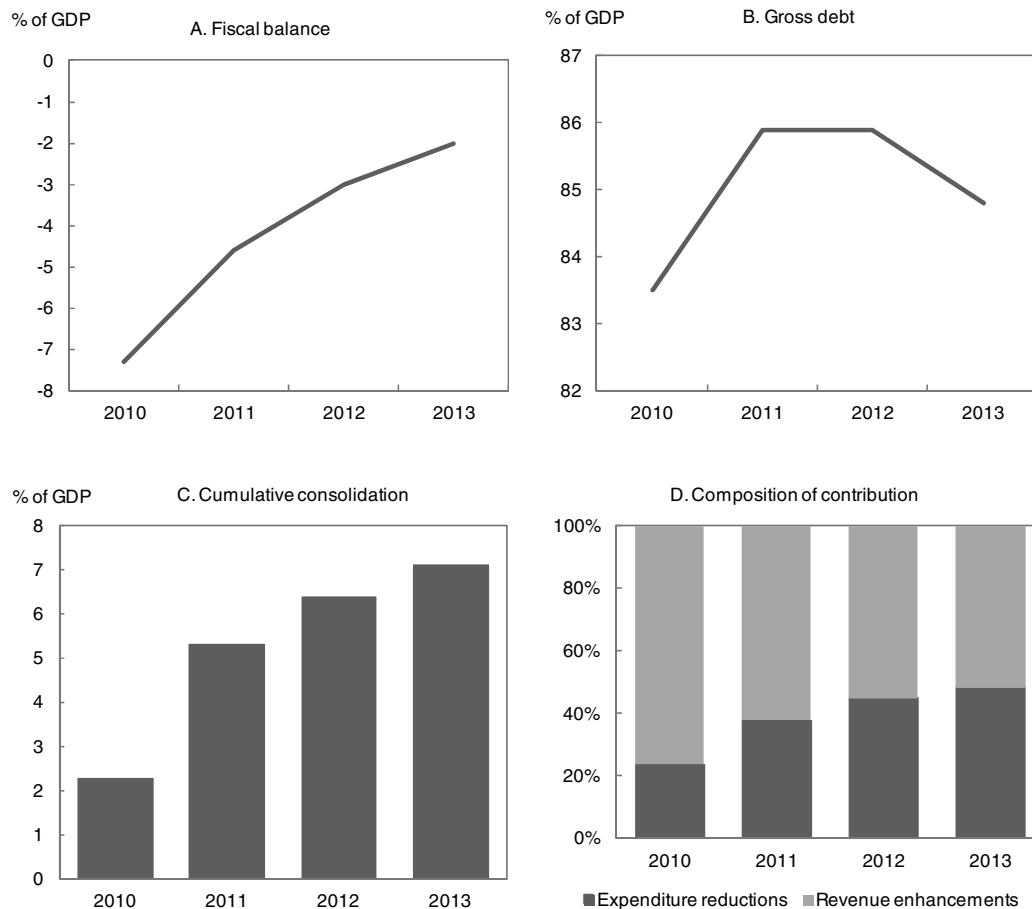 % of GDP
A. Fiscal balance
0
-1
-2
-3
-4
-5
-6
-7
-8
2010 2011 2012 2013
% of GDP
B. Gross debt
87
86
85
84
83
82
2010 2011 2012 2013
% of GDP
C. Cumulative consolidation
8
7
6
5
4
3
2
1
0
2010 2011 2012 2013
D. Composition of contribution
100%
80%
60%
40%
20%
0%
2010 2011 2012 2013
Expenditure reductions Revenue enhancements